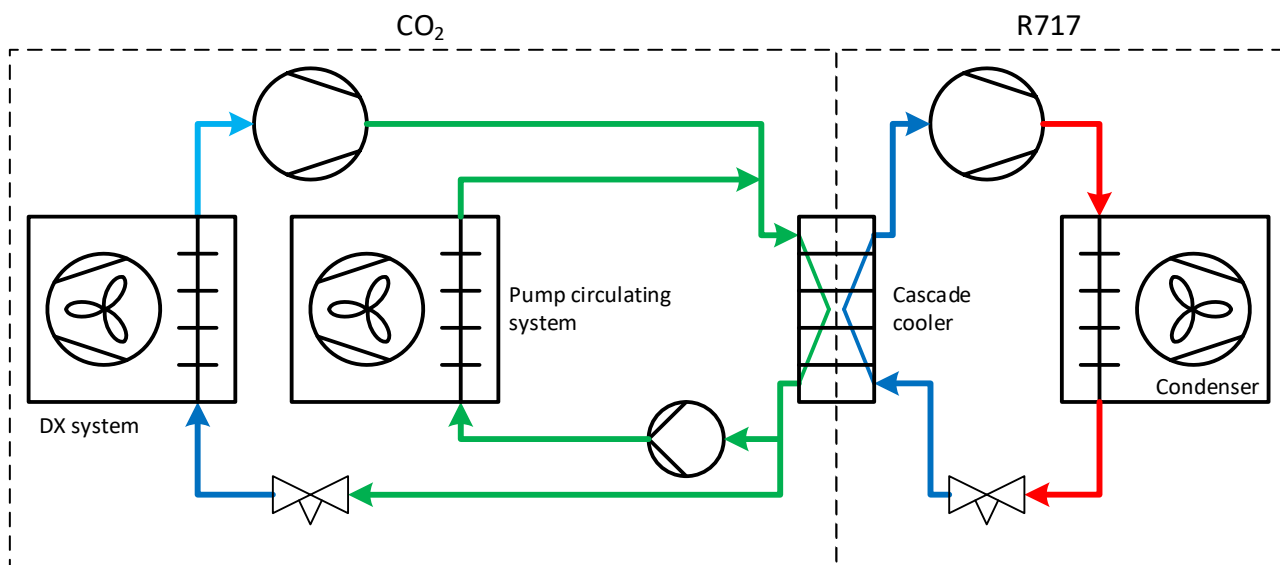 CO₂
R717
Pump circulating
system
Cascade
cooler
Condenser
DX system